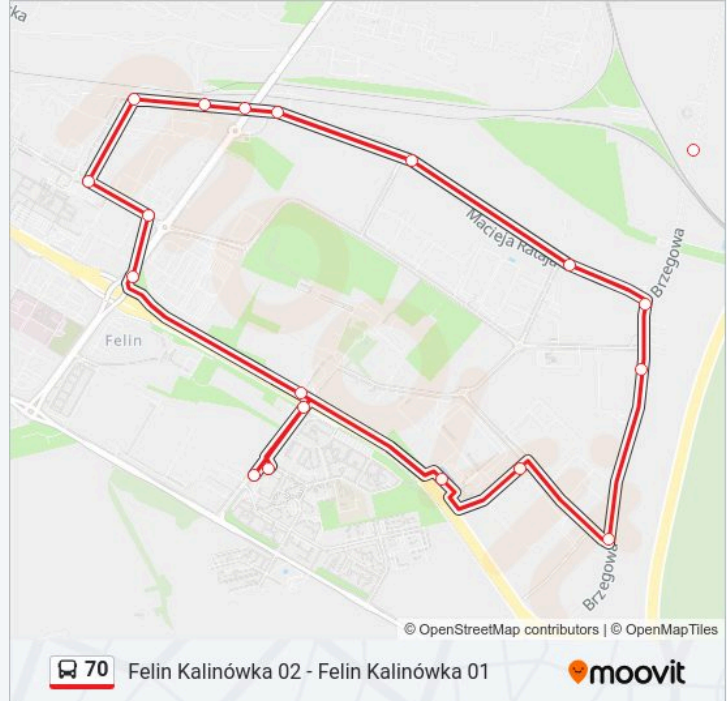 Macieja Rataja
Brzegowa
Felin
Brzegowa
© OpenStreetMap contributors | © OpenMapTiles
70 Felin Kalinówka 02 - Felin Kalinówka 01
moovit